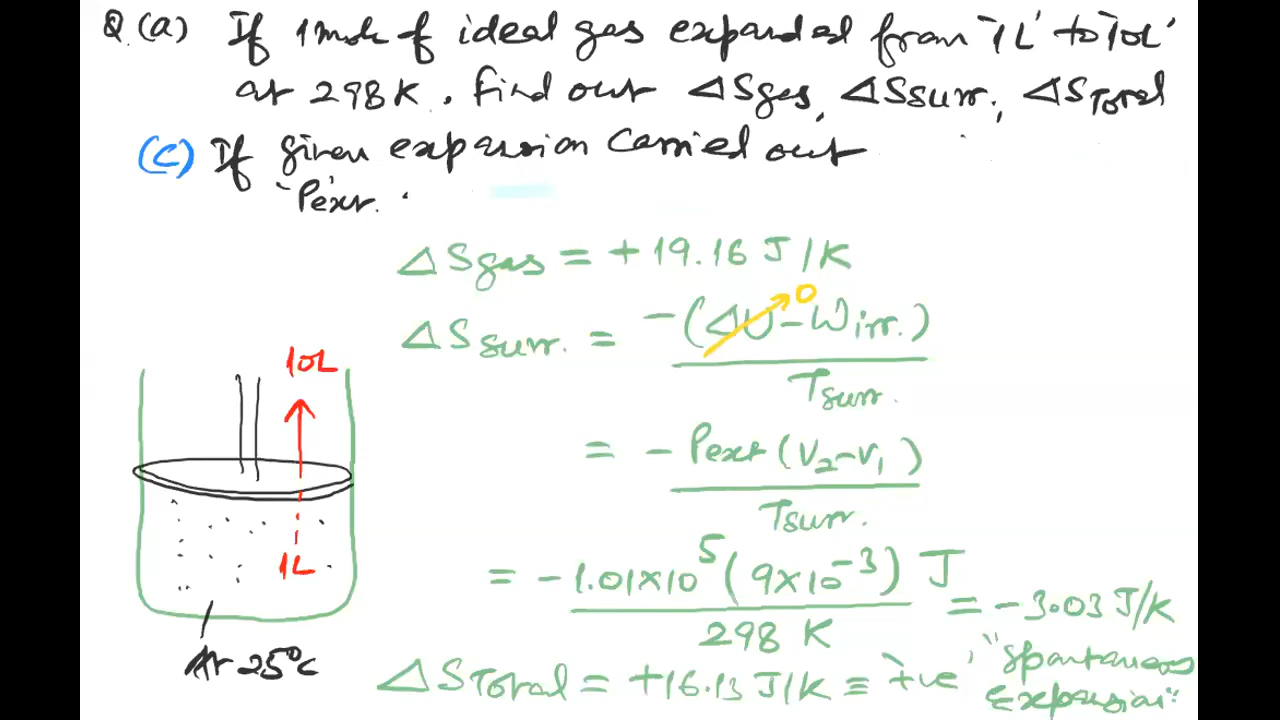 Q.(a) If 1 mole of ideal gas expanded from '1L' to '10L'
at 298K. Find out ΔSgas, ΔSsurr., ΔSTotal
(C) If given expansion carried out
'Pext.
ΔSgas = +19.16 J/K
ΔSsurr. = -(ΔU - Wirr.)
0
Tsurr.
= - Pext (V2-V1)
Tsurr.
= -1.01×10^5 (9×10^-3) J
298 K
= -3.03 J/K
ΔSTotal = +16.13 J/K ≡ +ve, "Spontaneous
Expansion"
10L
1L
At 25°C